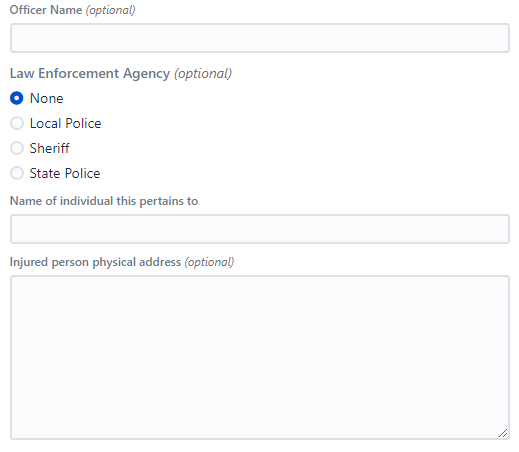 Officer Name (optional)
Law Enforcement Agency (optional)
None
Local Police
Sheriff
State Police
Name of individual this pertains to
Injured person physical address (optional)